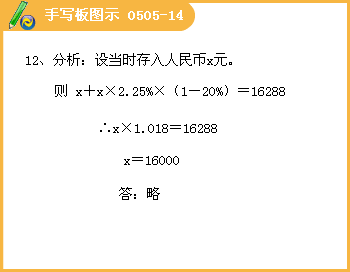 手写板图示 0505-14
12、分析：设当时存入人民币x元。
则 x＋x×2.25%×（1－20%）＝16288
∴x×1.018＝16288
x＝16000
答：略